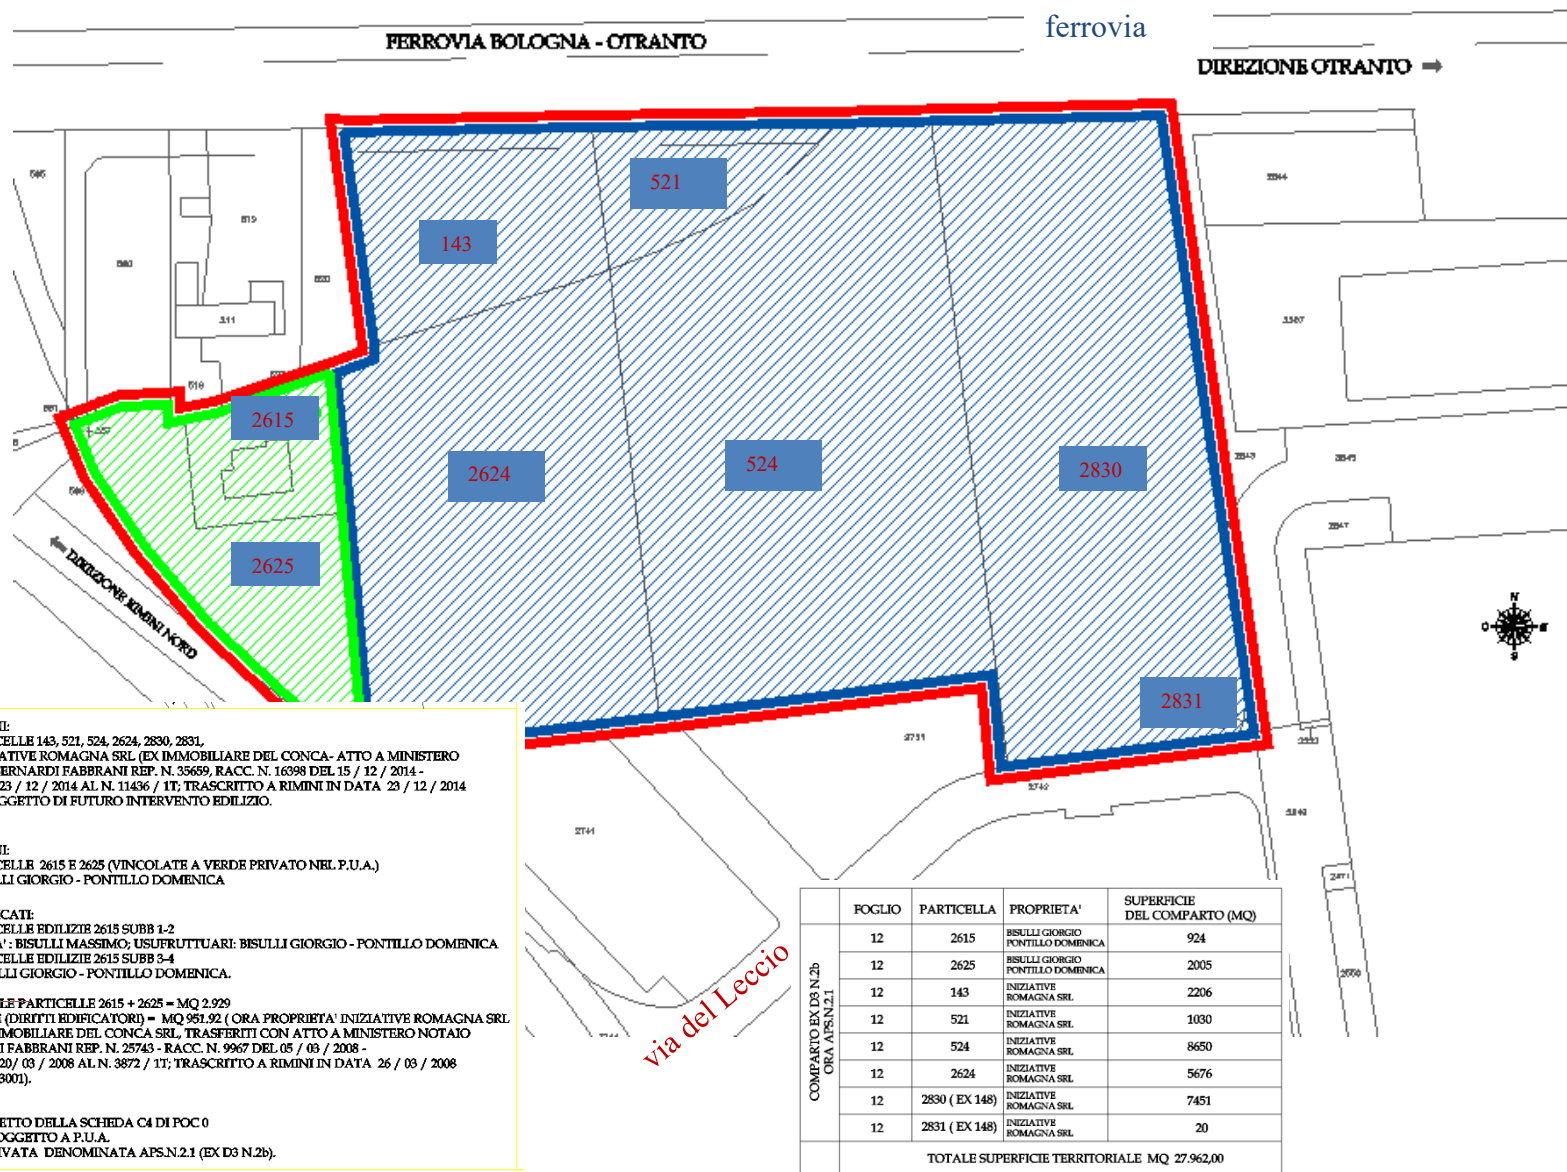 ferrovia
FERROVIA BOLOGNA - OTRANTO
DIREZIONE OTRANTO
521
143
2615
2624
524
2830
2625
2831
311
619
620
618
DIREZIONE RIMINI NORD
N
S
2741
via del Leccio
II:
CELLE 143, 521, 524, 2624, 2830, 2831,
ATIVE ROMAGNA SRL (EX IMMOBILIARE DEL CONCA- ATTO A MINISTERO
BERNARDI FABBRANI REP. N. 35659, RACC. N. 16398 DEL 15 / 12 / 2014 -
23 / 12 / 2014 AL N. 11436 / 1T; TRASCRITTO A RIMINI IN DATA 23 / 12 / 2014
GGETTO DI FUTURO INTERVENTO EDILIZIO.
II:
CELLE 2615 E 2625 (VINCOLATE A VERDE PRIVATO NEL P.U.A.)
LLI GIORGIO - PONTILLO DOMENICA
CATI:
CELLE EDILIZIE 2615 SUBB 1-2
A' : BISULLI MASSIMO; USUFRUTTUARI: BISULLI GIORGIO - PONTILLO DOMENICA
CELLE EDILIZIE 2615 SUBB 3-4
LLI GIORGIO - PONTILLO DOMENICA.
LE PARTICELLE 2615 + 2625 = MQ 2.929
E (DIRITTI EDIFICATORI) = MQ 951,92 ( ORA PROPRIETA' INIZIATIVE ROMAGNA SRL
MMOBILIARE DEL CONCA SRL, TRASFERITI CON ATTO A MINISTERO NOTAIO
I FABBRANI REP. N. 25743 - RACC. N. 9967 DEL 05 / 03 / 2008 -
20/ 03 / 2008 AL N. 3872 / 1T; TRASCRITTO A RIMINI IN DATA 26 / 03 / 2008
3001).
ETTO DELLA SCHEDA C4 DI POC 0
OGGETTO A P.U.A.
IVATA DENOMINATA APS.N.2.1 (EX D3 N.2b).
COMPARTO EX D3 N.2b
ORA APS.N.2.1
FOGLIO PARTICELLA PROPRIETA' SUPERFICIE DEL COMPARTO (MQ)
12 2615 BISULLI GIORGIO PONTILLO DOMENICA 924
12 2625 BISULLI GIORGIO PONTILLO DOMENICA 2005
12 143 INIZIATIVE ROMAGNA SRL 2206
12 521 INIZIATIVE ROMAGNA SRL 1030
12 524 INIZIATIVE ROMAGNA SRL 8650
12 2624 INIZIATIVE ROMAGNA SRL 5676
12 2830 ( EX 148) INIZIATIVE ROMAGNA SRL 7451
12 2831 ( EX 148) INIZIATIVE ROMAGNA SRL 20
TOTALE SUPERFICIE TERRITORIALE MQ 27.962,00